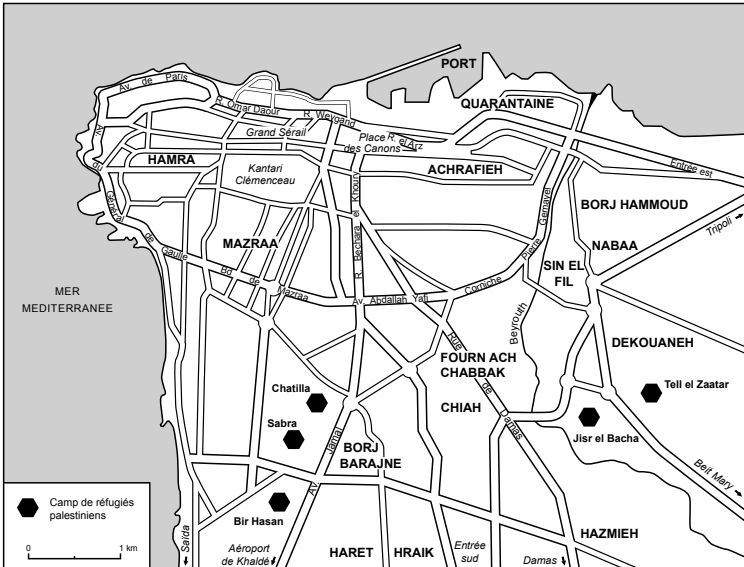 PORT
Av. de Paris
QUARANTAINE
R. Omar Daour
R. Weygand
Grand Sérail
Place
des Canons
R. el Arz
Av.
du
Général
de Gaulle
HAMRA
Kantari
Clémenceau
ACHRAFIEH
Entrée est
R. Bechara el Khoury
Pierre Gemayel
BORJ HAMMOUD
Tripoli
MAZRAA
NABAA
SIN EL
FIL
Bd de Mazraa
Av. Abdallah Yafi
Corniche
MER
MEDITERRANEE
Beyrouth
DEKOUANEH
Rue de Damas
FOURN ACH
CHABBAK
Chatilla
Tell el Zaatar
CHIAH
Sabra
Jisr el Bacha
BORJ
BARAJNE
Av. Jamal
Beit Mary
Camp de réfugiés
palestiniens
Bir Hasan
HAZMIEH
0 1 km
Saïda
Aéroport
de Khaldé
HARET HRAIK
Entrée
sud
Damas